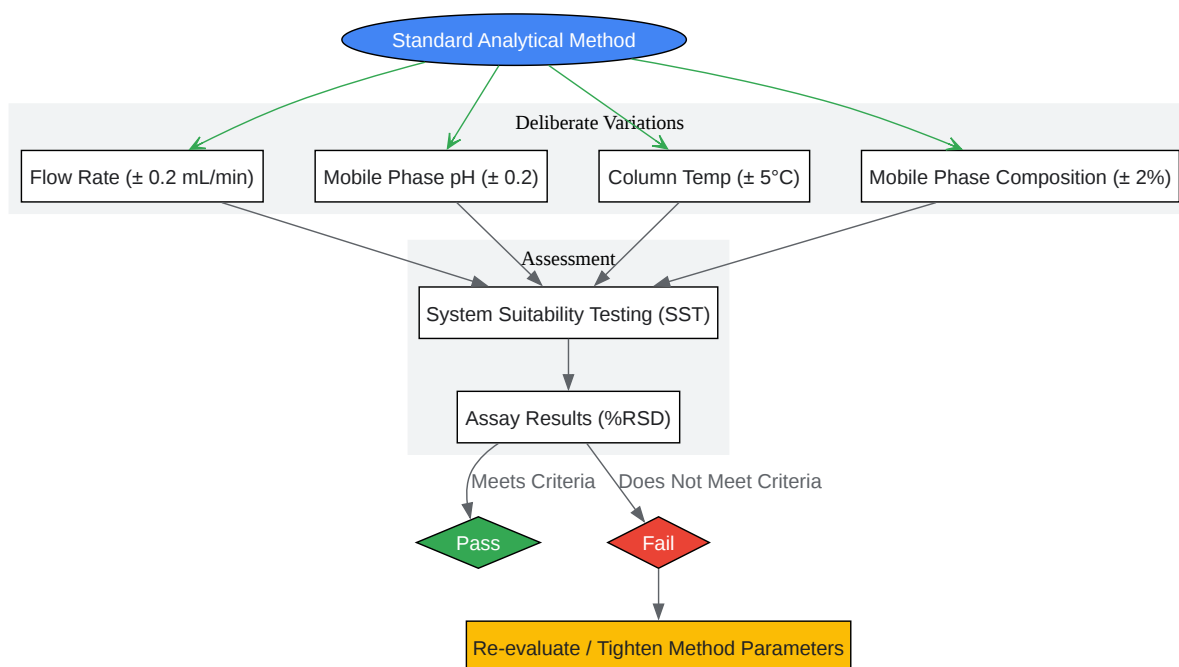 Standard Analytical Method
Deliberate Variations
Flow Rate (± 0.2 mL/min)
Mobile Phase pH (± 0.2)
Column Temp (± 5°C)
Mobile Phase Composition (± 2%)
Assessment
System Suitability Testing (SST)
Assay Results (%RSD)
Meets Criteria
Does Not Meet Criteria
Pass
Fail
Re-evaluate / Tighten Method Parameters